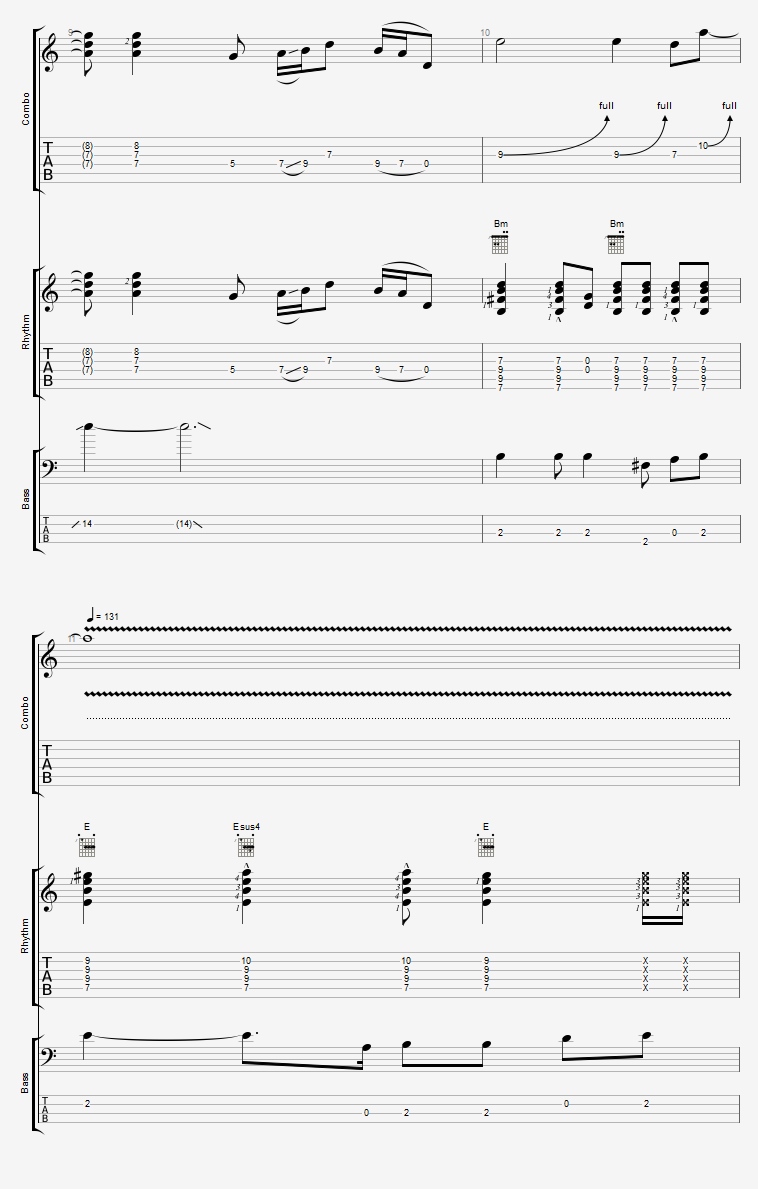 9 2 10
Combo
full full full
(8) 8
T (7) 7 7 9 9 7 10
A (7) 7 5 7 9 9 7 0
B
Bm Bm
2
Rhythm
(8) 8
T (7) 7 7 7 0 7 7 7 7
A (7) 7 5 7 9 9 7 0 9 9 0 9 9 9 9
B 9 9 9 9 9 9
7 7 7 7 7 7
Bass
T 14 (14)
A 2 2 2 0 2
B 2
= 131
11
Combo
T
A
B
E Esus4 E
Rhythm
T 9 10 10 9 X X
A 9 9 9 9 X X
9 9 9 9 X X
B 7 7 7 7 X X
Bass
T 2 0 2
A 0 2 2
B